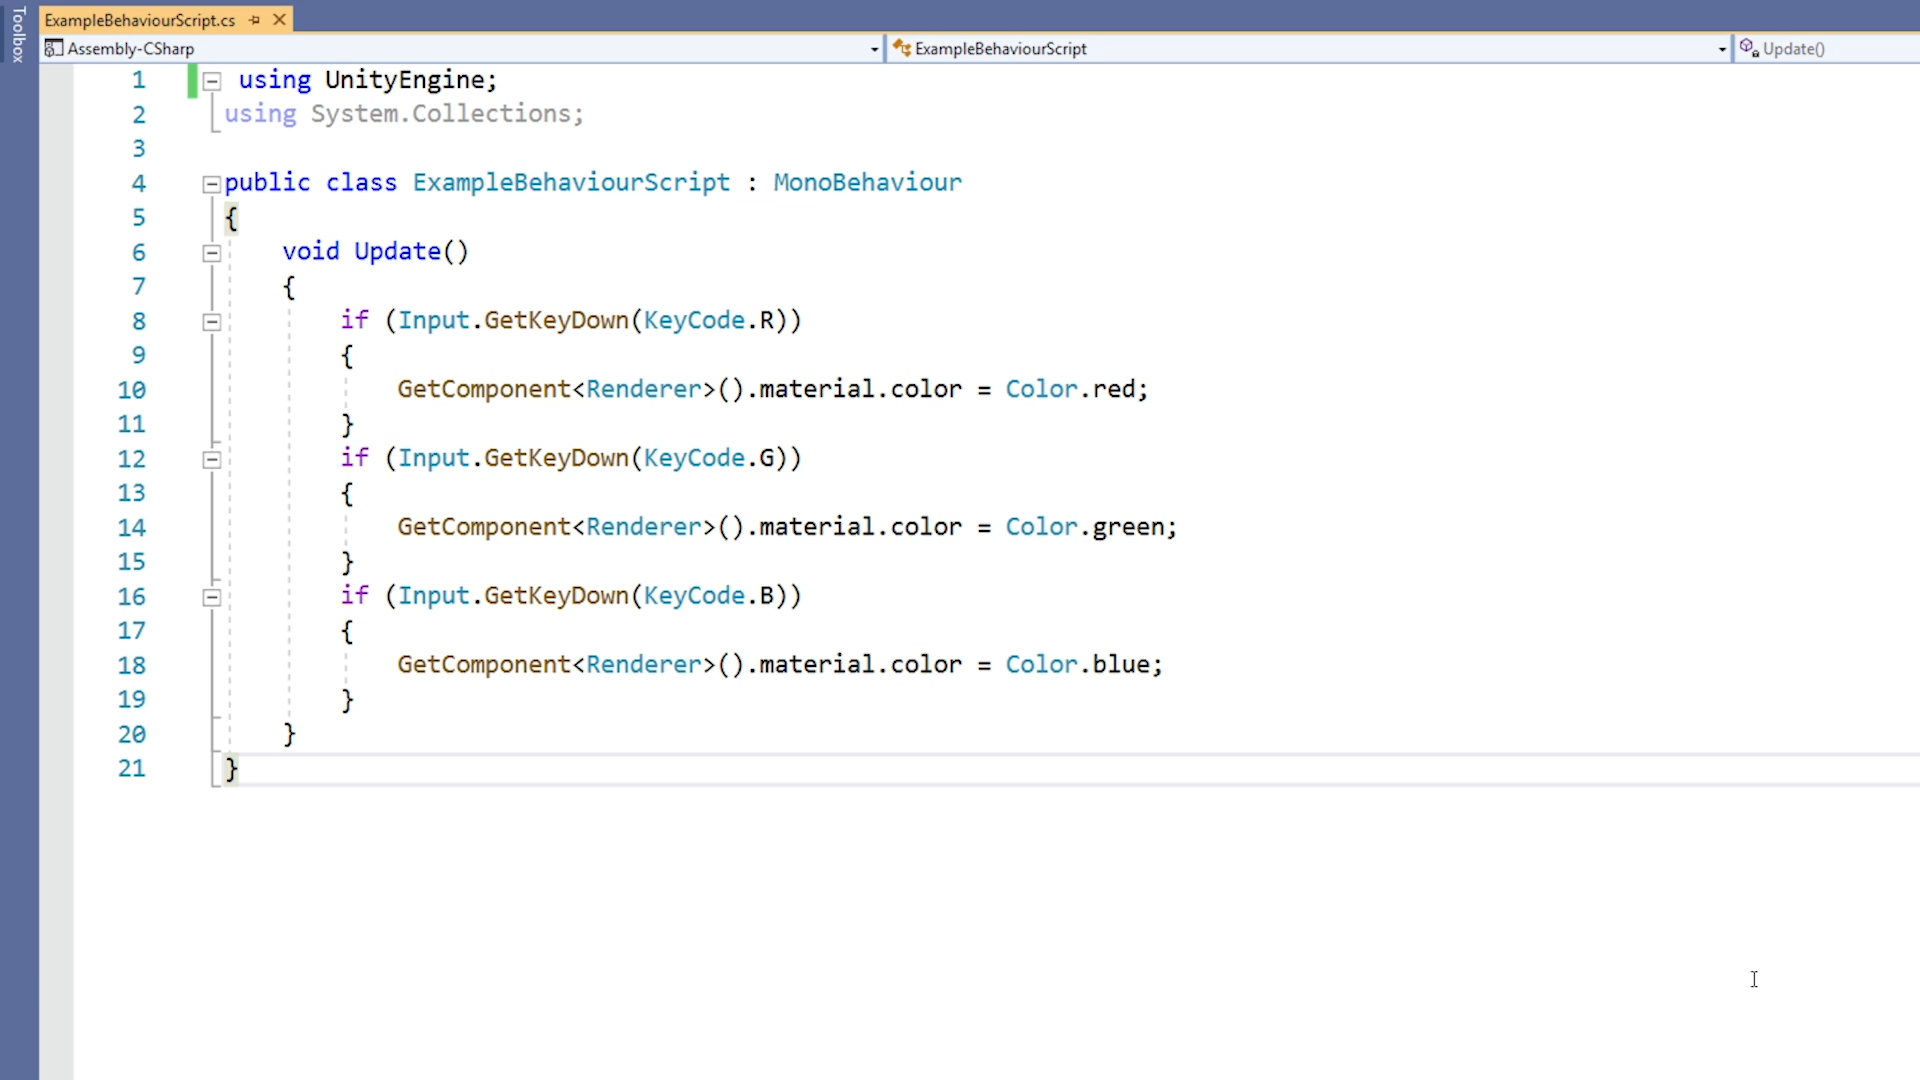 Toolbox
ExampleBehaviourScript.cs
Assembly-CSharp
ExampleBehaviourScript
Update()
1 using UnityEngine;
2 using System.Collections;
3
4 public class ExampleBehaviourScript : MonoBehaviour
5 {
6 void Update()
7 {
8 if (Input.GetKeyDown(KeyCode.R))
9 {
10 GetComponent<Renderer>().material.color = Color.red;
11 }
12 if (Input.GetKeyDown(KeyCode.G))
13 {
14 GetComponent<Renderer>().material.color = Color.green;
15 }
16 if (Input.GetKeyDown(KeyCode.B))
17 {
18 GetComponent<Renderer>().material.color = Color.blue;
19 }
20 }
21 }